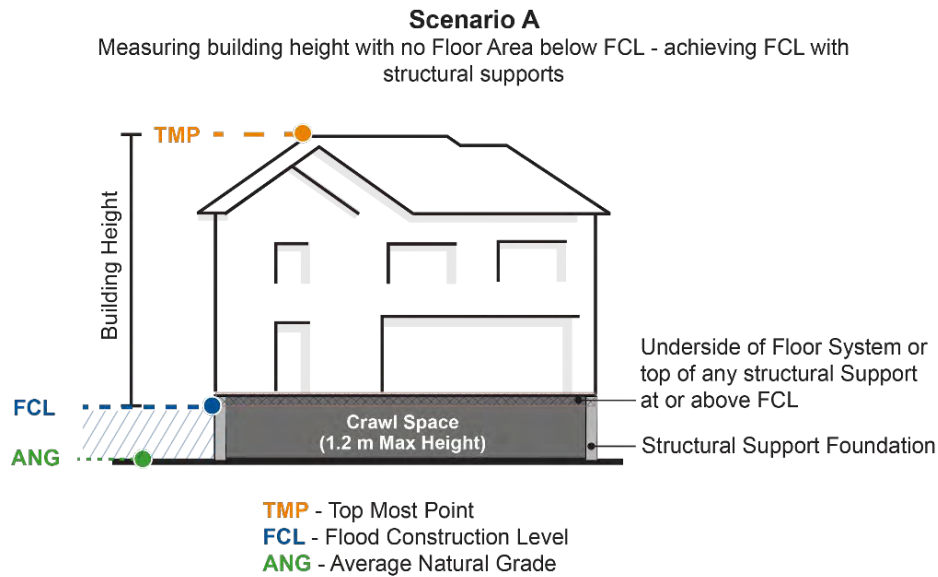 Scenario A
Measuring building height with no Floor Area below FCL - achieving FCL with
structural supports
TMP
Building Height
Underside of Floor System or
top of any structural Support
at or above FCL
FCL
Crawl Space
(1.2 m Max Height)
Structural Support Foundation
ANG
TMP - Top Most Point
FCL - Flood Construction Level
ANG - Average Natural Grade